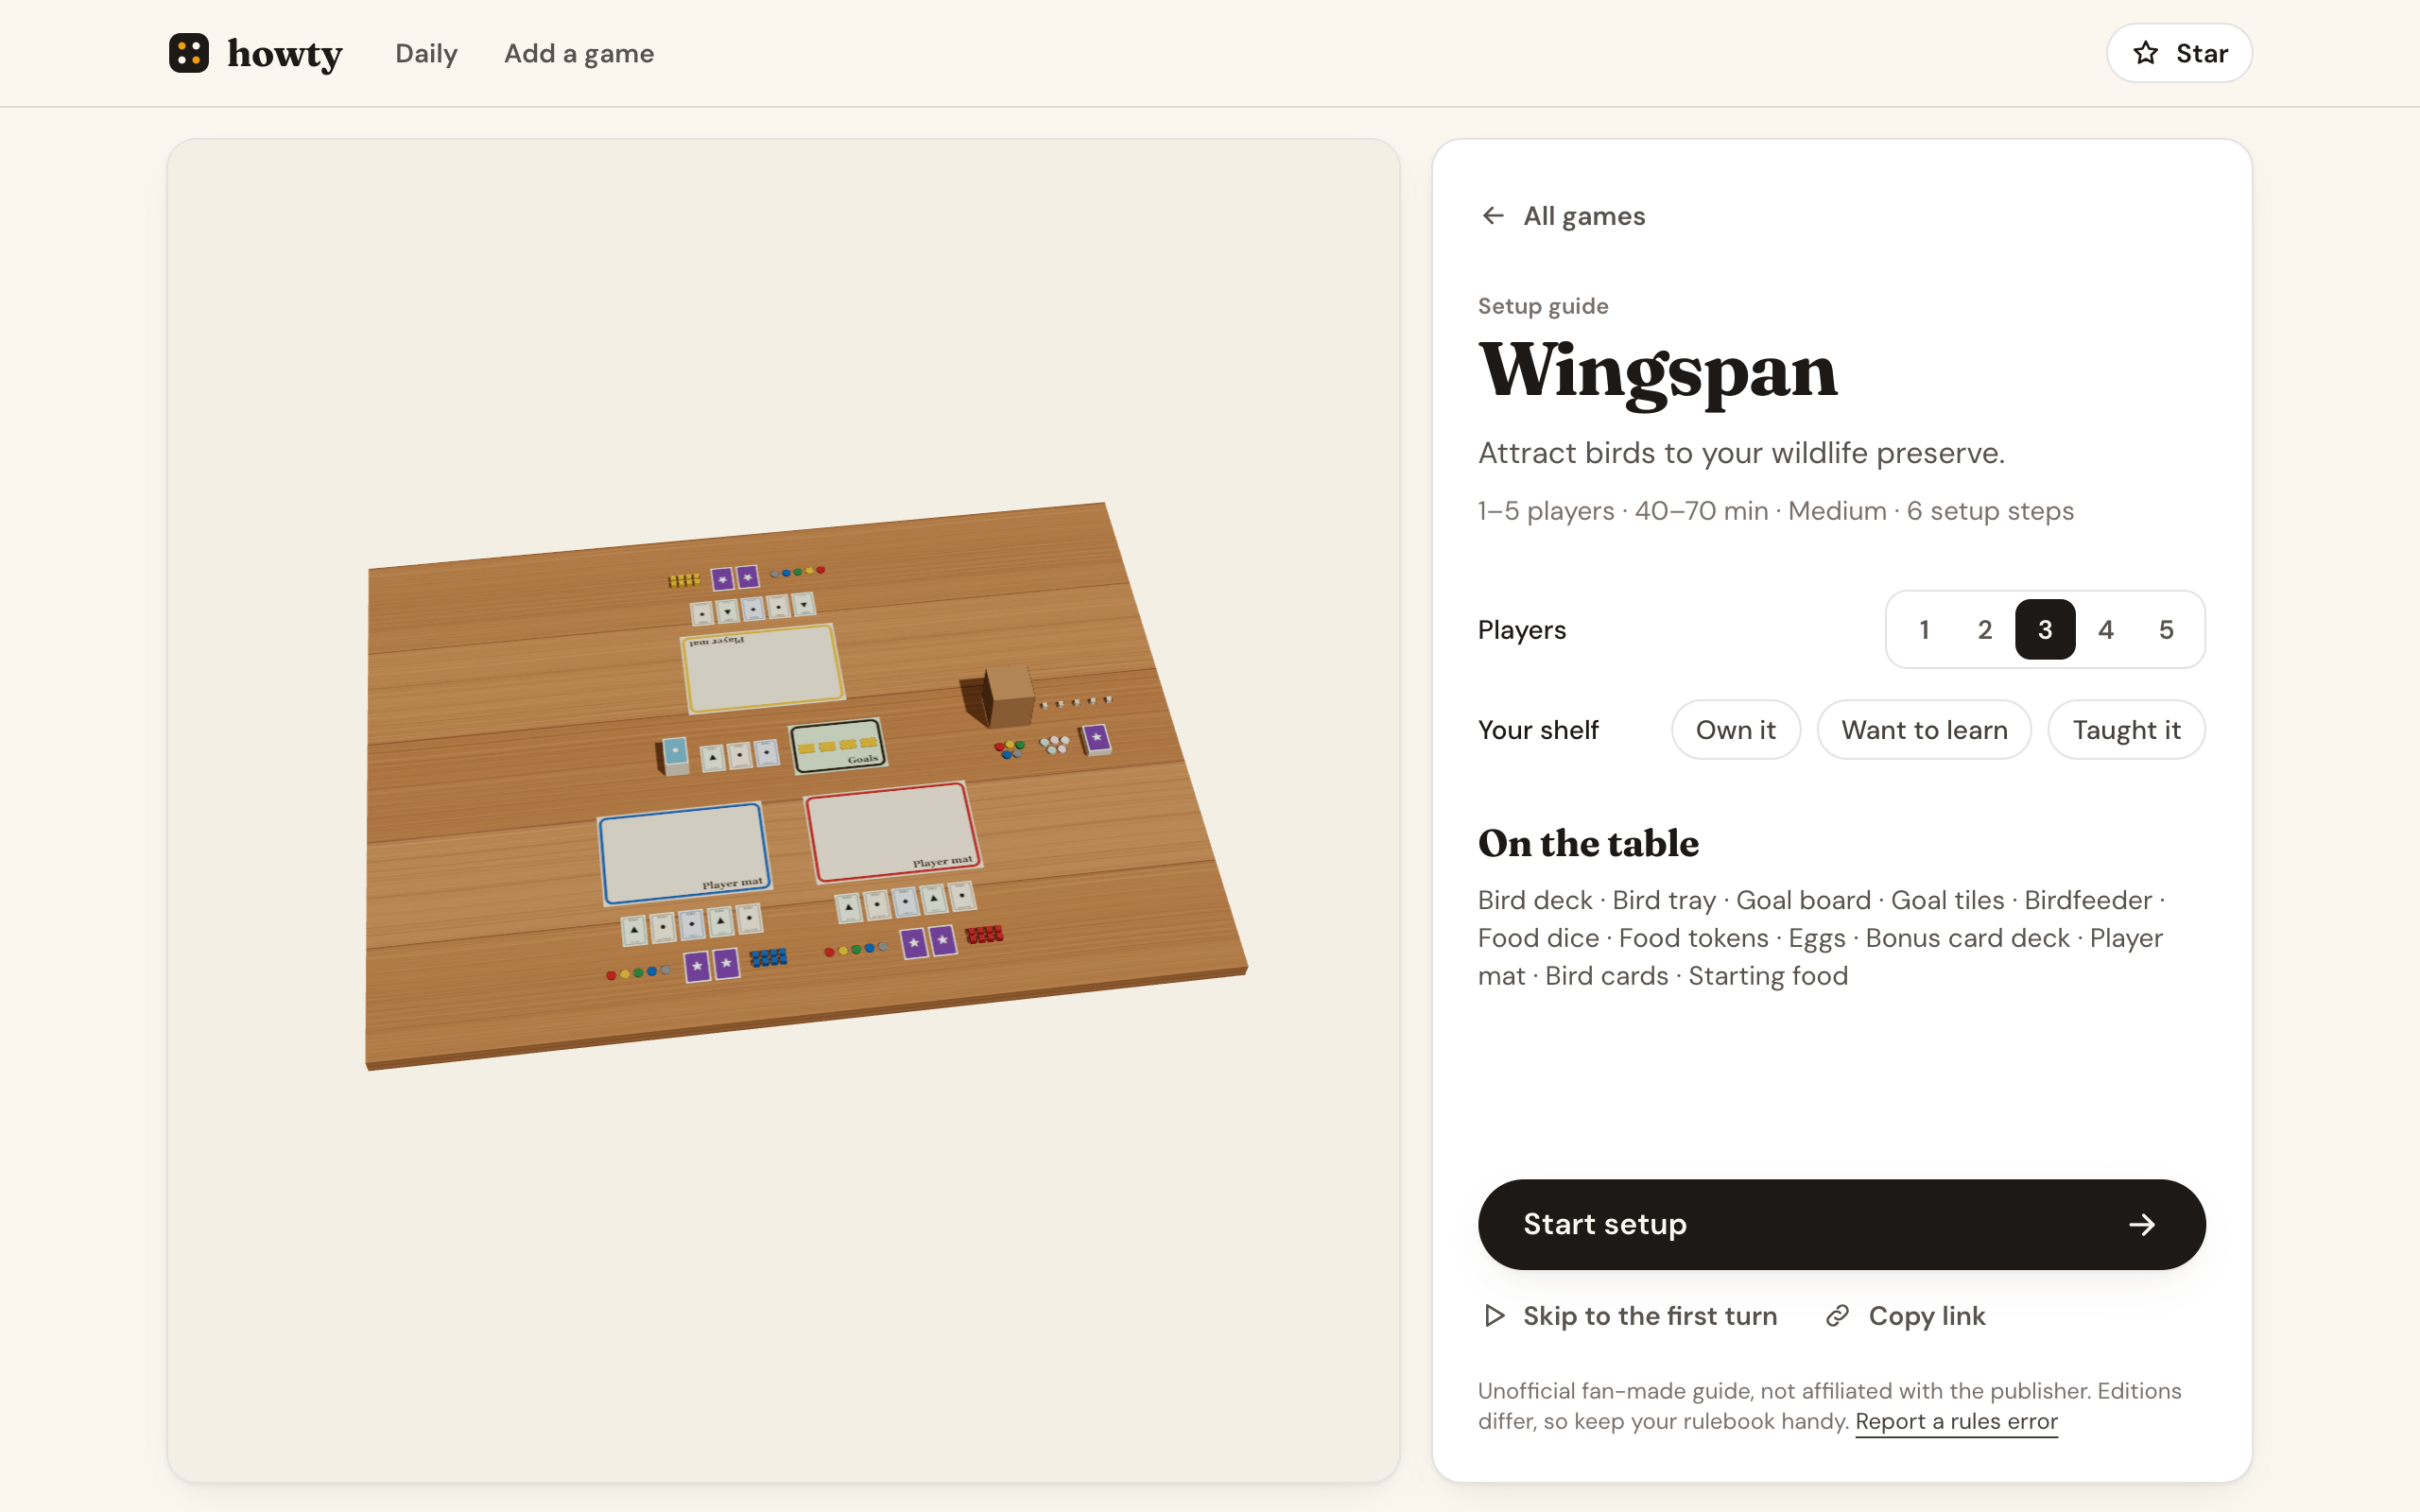 howty
Daily
Add a game
Star
Player mat
Goals
Player mat
Player mat
All games
Setup guide
Wingspan
Attract birds to your wildlife preserve.
1–5 players · 40–70 min · Medium · 6 setup steps
Players
1 2 3 4 5
Your shelf
Own it
Want to learn
Taught it
On the table
Bird deck · Bird tray · Goal board · Goal tiles · Birdfeeder ·
Food dice · Food tokens · Eggs · Bonus card deck · Player
mat · Bird cards · Starting food
Start setup
Skip to the first turn
Copy link
Unofficial fan-made guide, not affiliated with the publisher. Editions
differ, so keep your rulebook handy. Report a rules error